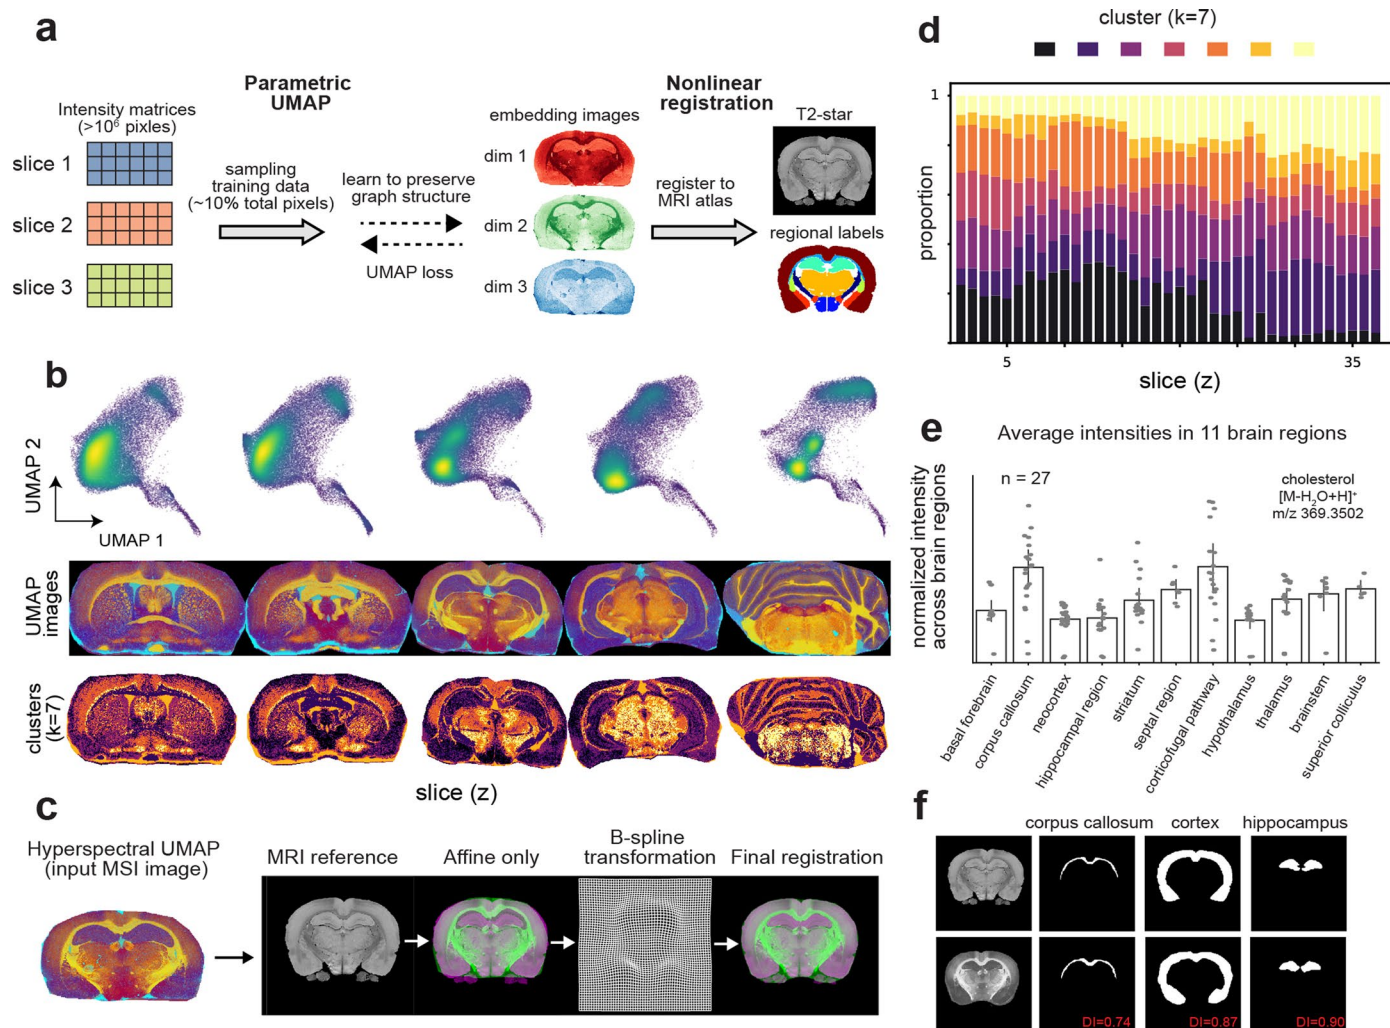 a
Intensity matrices
(>10⁶ pixles)
slice 1
slice 2
slice 3
Parametric
UMAP
sampling
training data
(~10% total pixels)
learn to preserve
graph structure
UMAP loss
embedding images
dim 1
dim 2
dim 3
Nonlinear
registration
register to
MRI atlas
T2-star
regional labels
b
UMAP 2
UMAP 1
UMAP
images
clusters
(k=7)
slice (z)
c
Hyperspectral UMAP
(input MSI image)
MRI reference
Affine only
B-spline
transformation
Final registration
d
cluster (k=7)
1
proportion
5
35
slice (z)
e
Average intensities in 11 brain regions
normalized intensity
across brain regions
n = 27
cholesterol
[M-H₂O+H]⁺
m/z 369.3502
basal forebrain
corpus callosum
neocortex
hippocampal region
striatum
septal region
corticofugal pathway
hypothalamus
thalamus
brainstem
superior colliculus
f
corpus callosum
cortex
hippocampus
DI=0.74
DI=0.87
DI=0.90